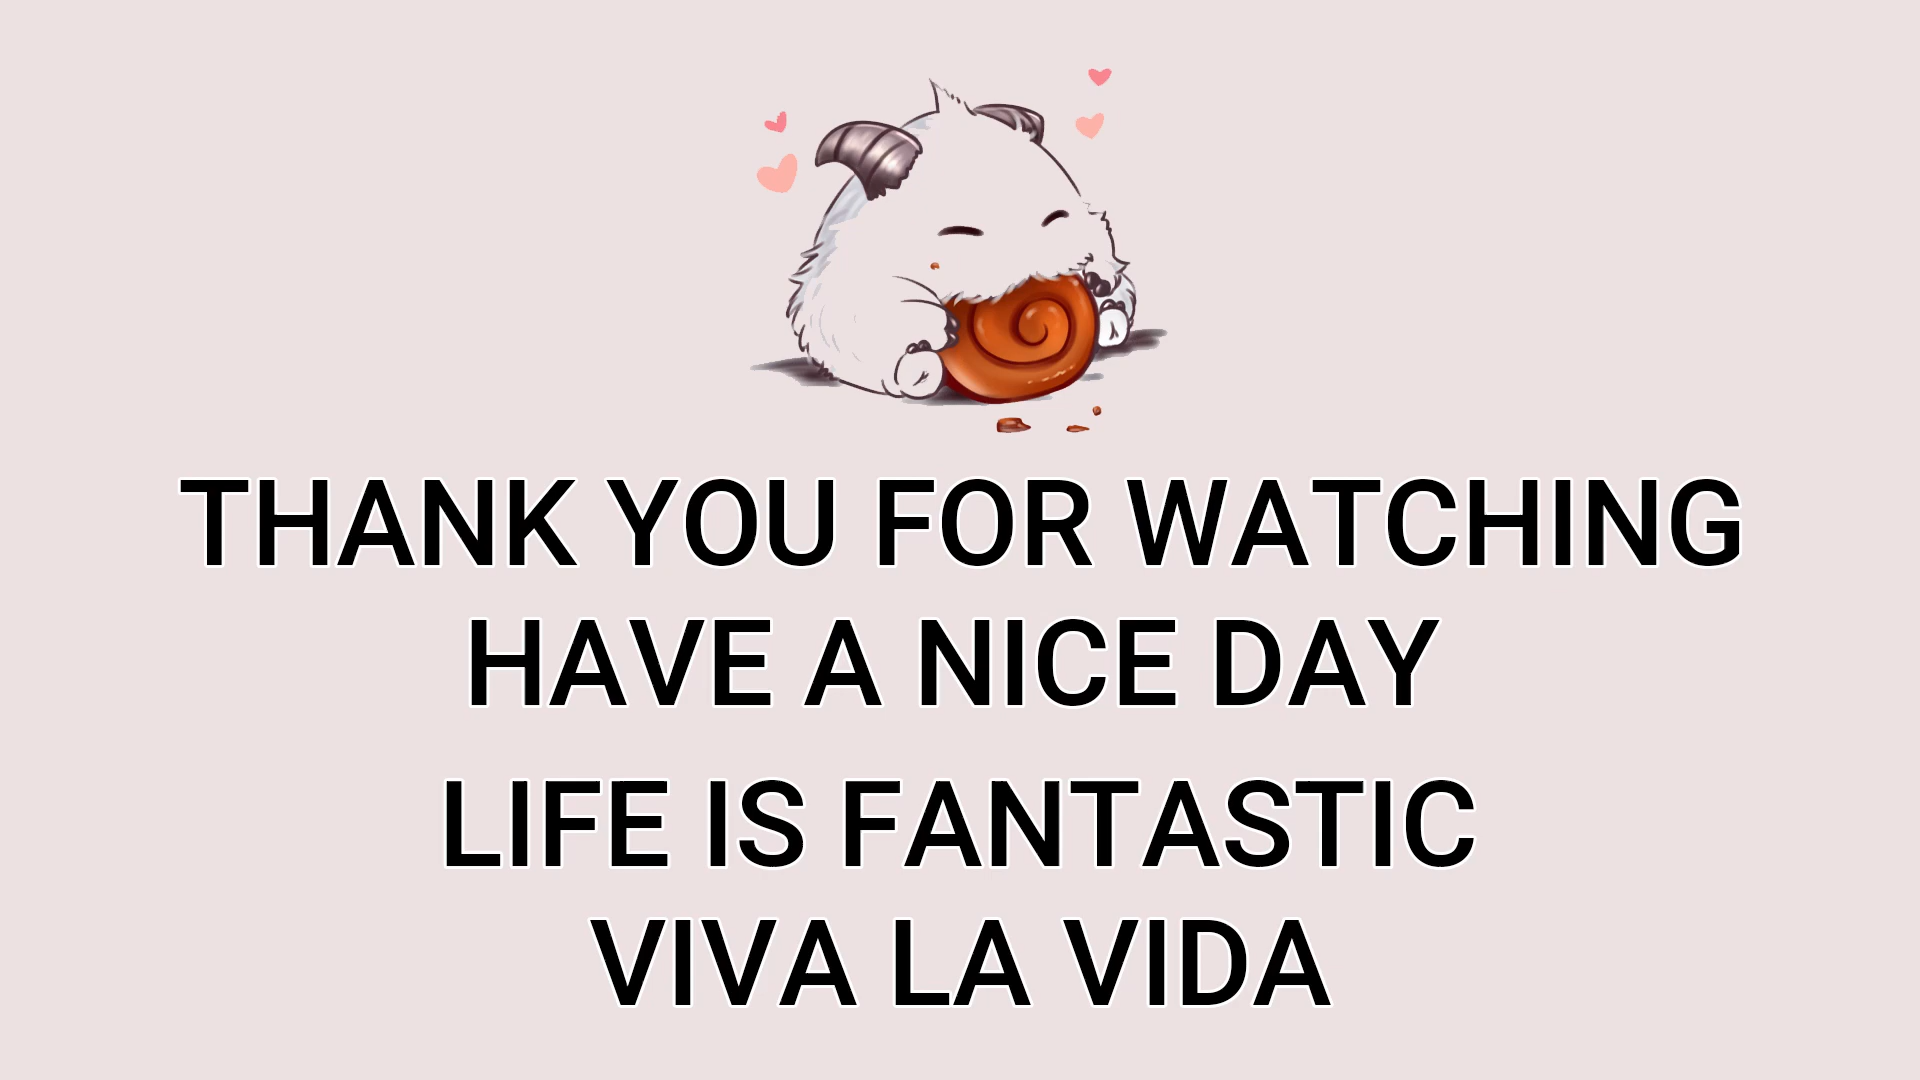 THANK YOU FOR WATCHING
HAVE A NICE DAY
LIFE IS FANTASTIC
VIVA LA VIDA